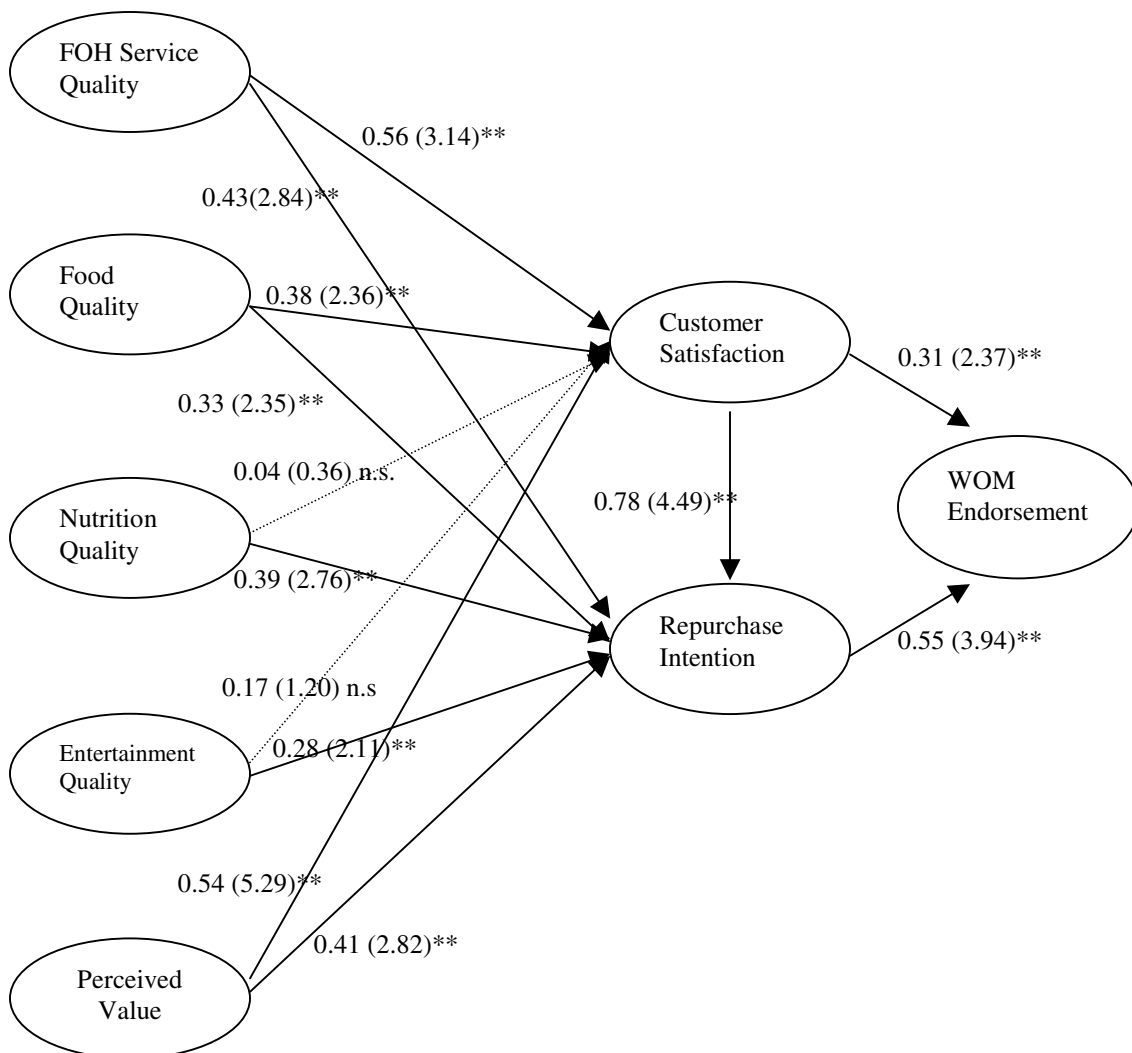 FOH Service
Quality
0.56 (3.14)**
0.43(2.84)**
Food
Quality
0.38 (2.36)**
Customer
Satisfaction
0.31 (2.37)**
0.33 (2.35)**
0.04 (0.36) n.s.
WOM
Endorsement
0.78 (4.49)**
Nutrition
Quality
0.39 (2.76)**
Repurchase
Intention
0.55 (3.94)**
0.17 (1.20) n.s
Entertainment
Quality
0.28 (2.11)**
0.54 (5.29)**
0.41 (2.82)**
Perceived
Value